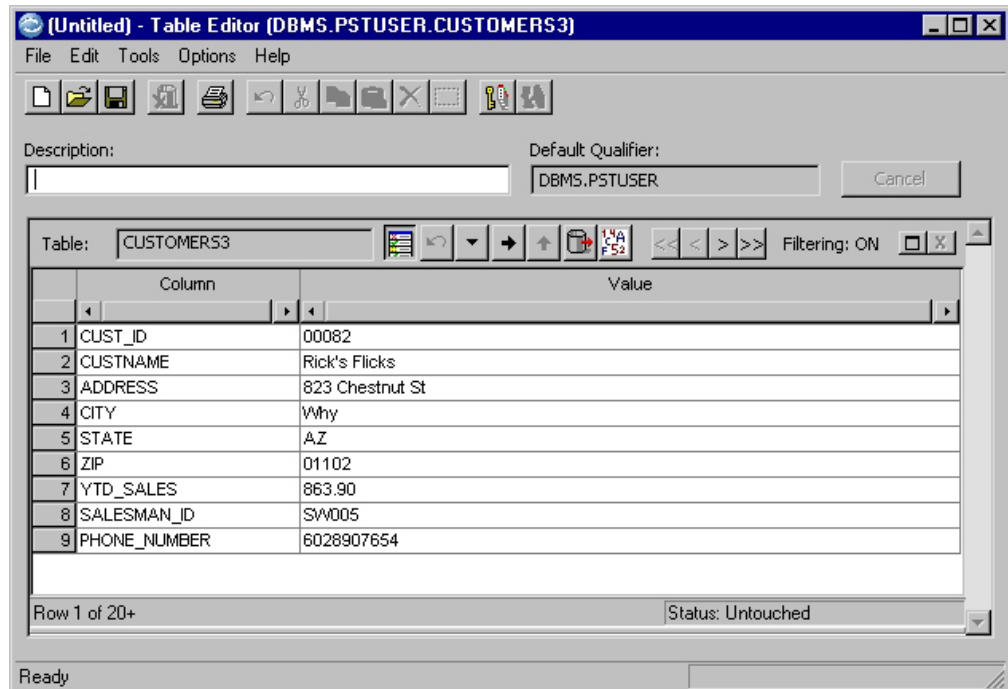 (Untitled) - Table Editor (DBMS.PSTUSER.CUSTOMERS3)
File Edit Tools Options Help
Description: Default Qualifier:
DBMS.PSTUSER Cancel
Table: CUSTOMERS3 << < > >> Filtering: ON
Column Value
1 CUST_ID 00082
2 CUSTNAME Rick's Flicks
3 ADDRESS 823 Chestnut St
4 CITY Why
5 STATE AZ
6 ZIP 01102
7 YTD_SALES 863.90
8 SALESMAN_ID SW005
9 PHONE_NUMBER 6028907654
Row 1 of 20+ Status: Untouched
Ready